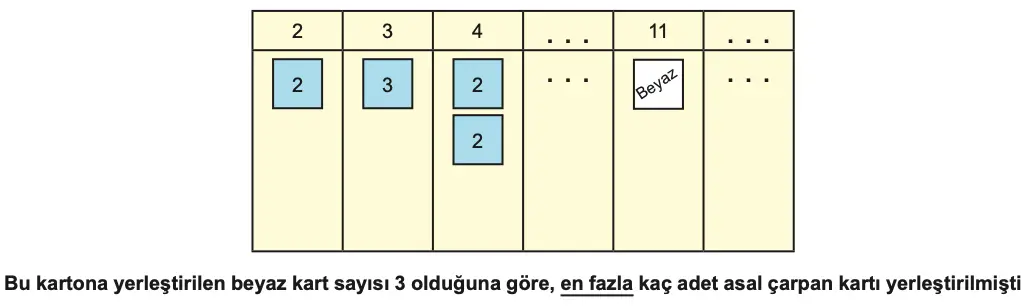 2 3 4 . . . 11 . . .
2 3 2 . . . Beyaz . . .
2
Bu kartona yerleştirilen beyaz kart sayısı 3 olduğuna göre, en fazla kaç adet asal çarpan kartı yerleştirilmişti